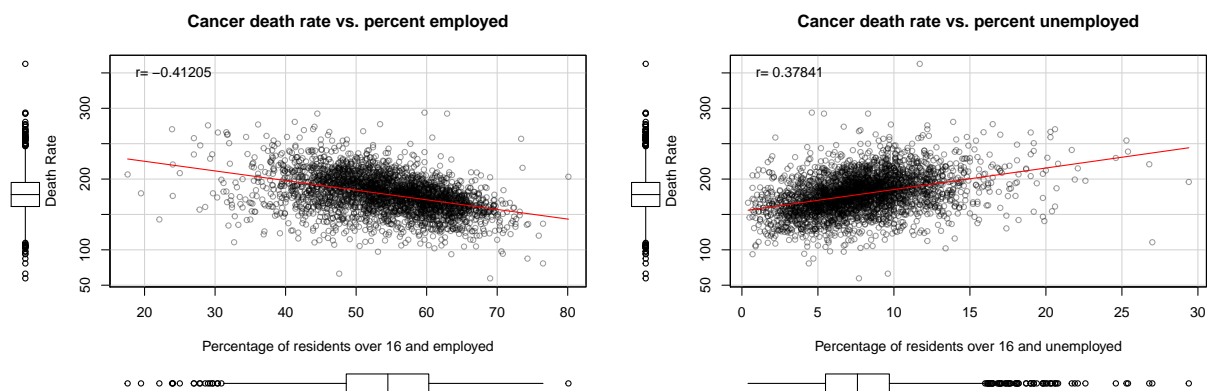 Cancer death rate vs. percent employed
r= −0.41205
Death Rate
50 100 200 300
20 30 40 50 60 70 80
Percentage of residents over 16 and employed
Cancer death rate vs. percent unemployed
r= 0.37841
Death Rate
50 100 200 300
0 5 10 15 20 25 30
Percentage of residents over 16 and unemployed